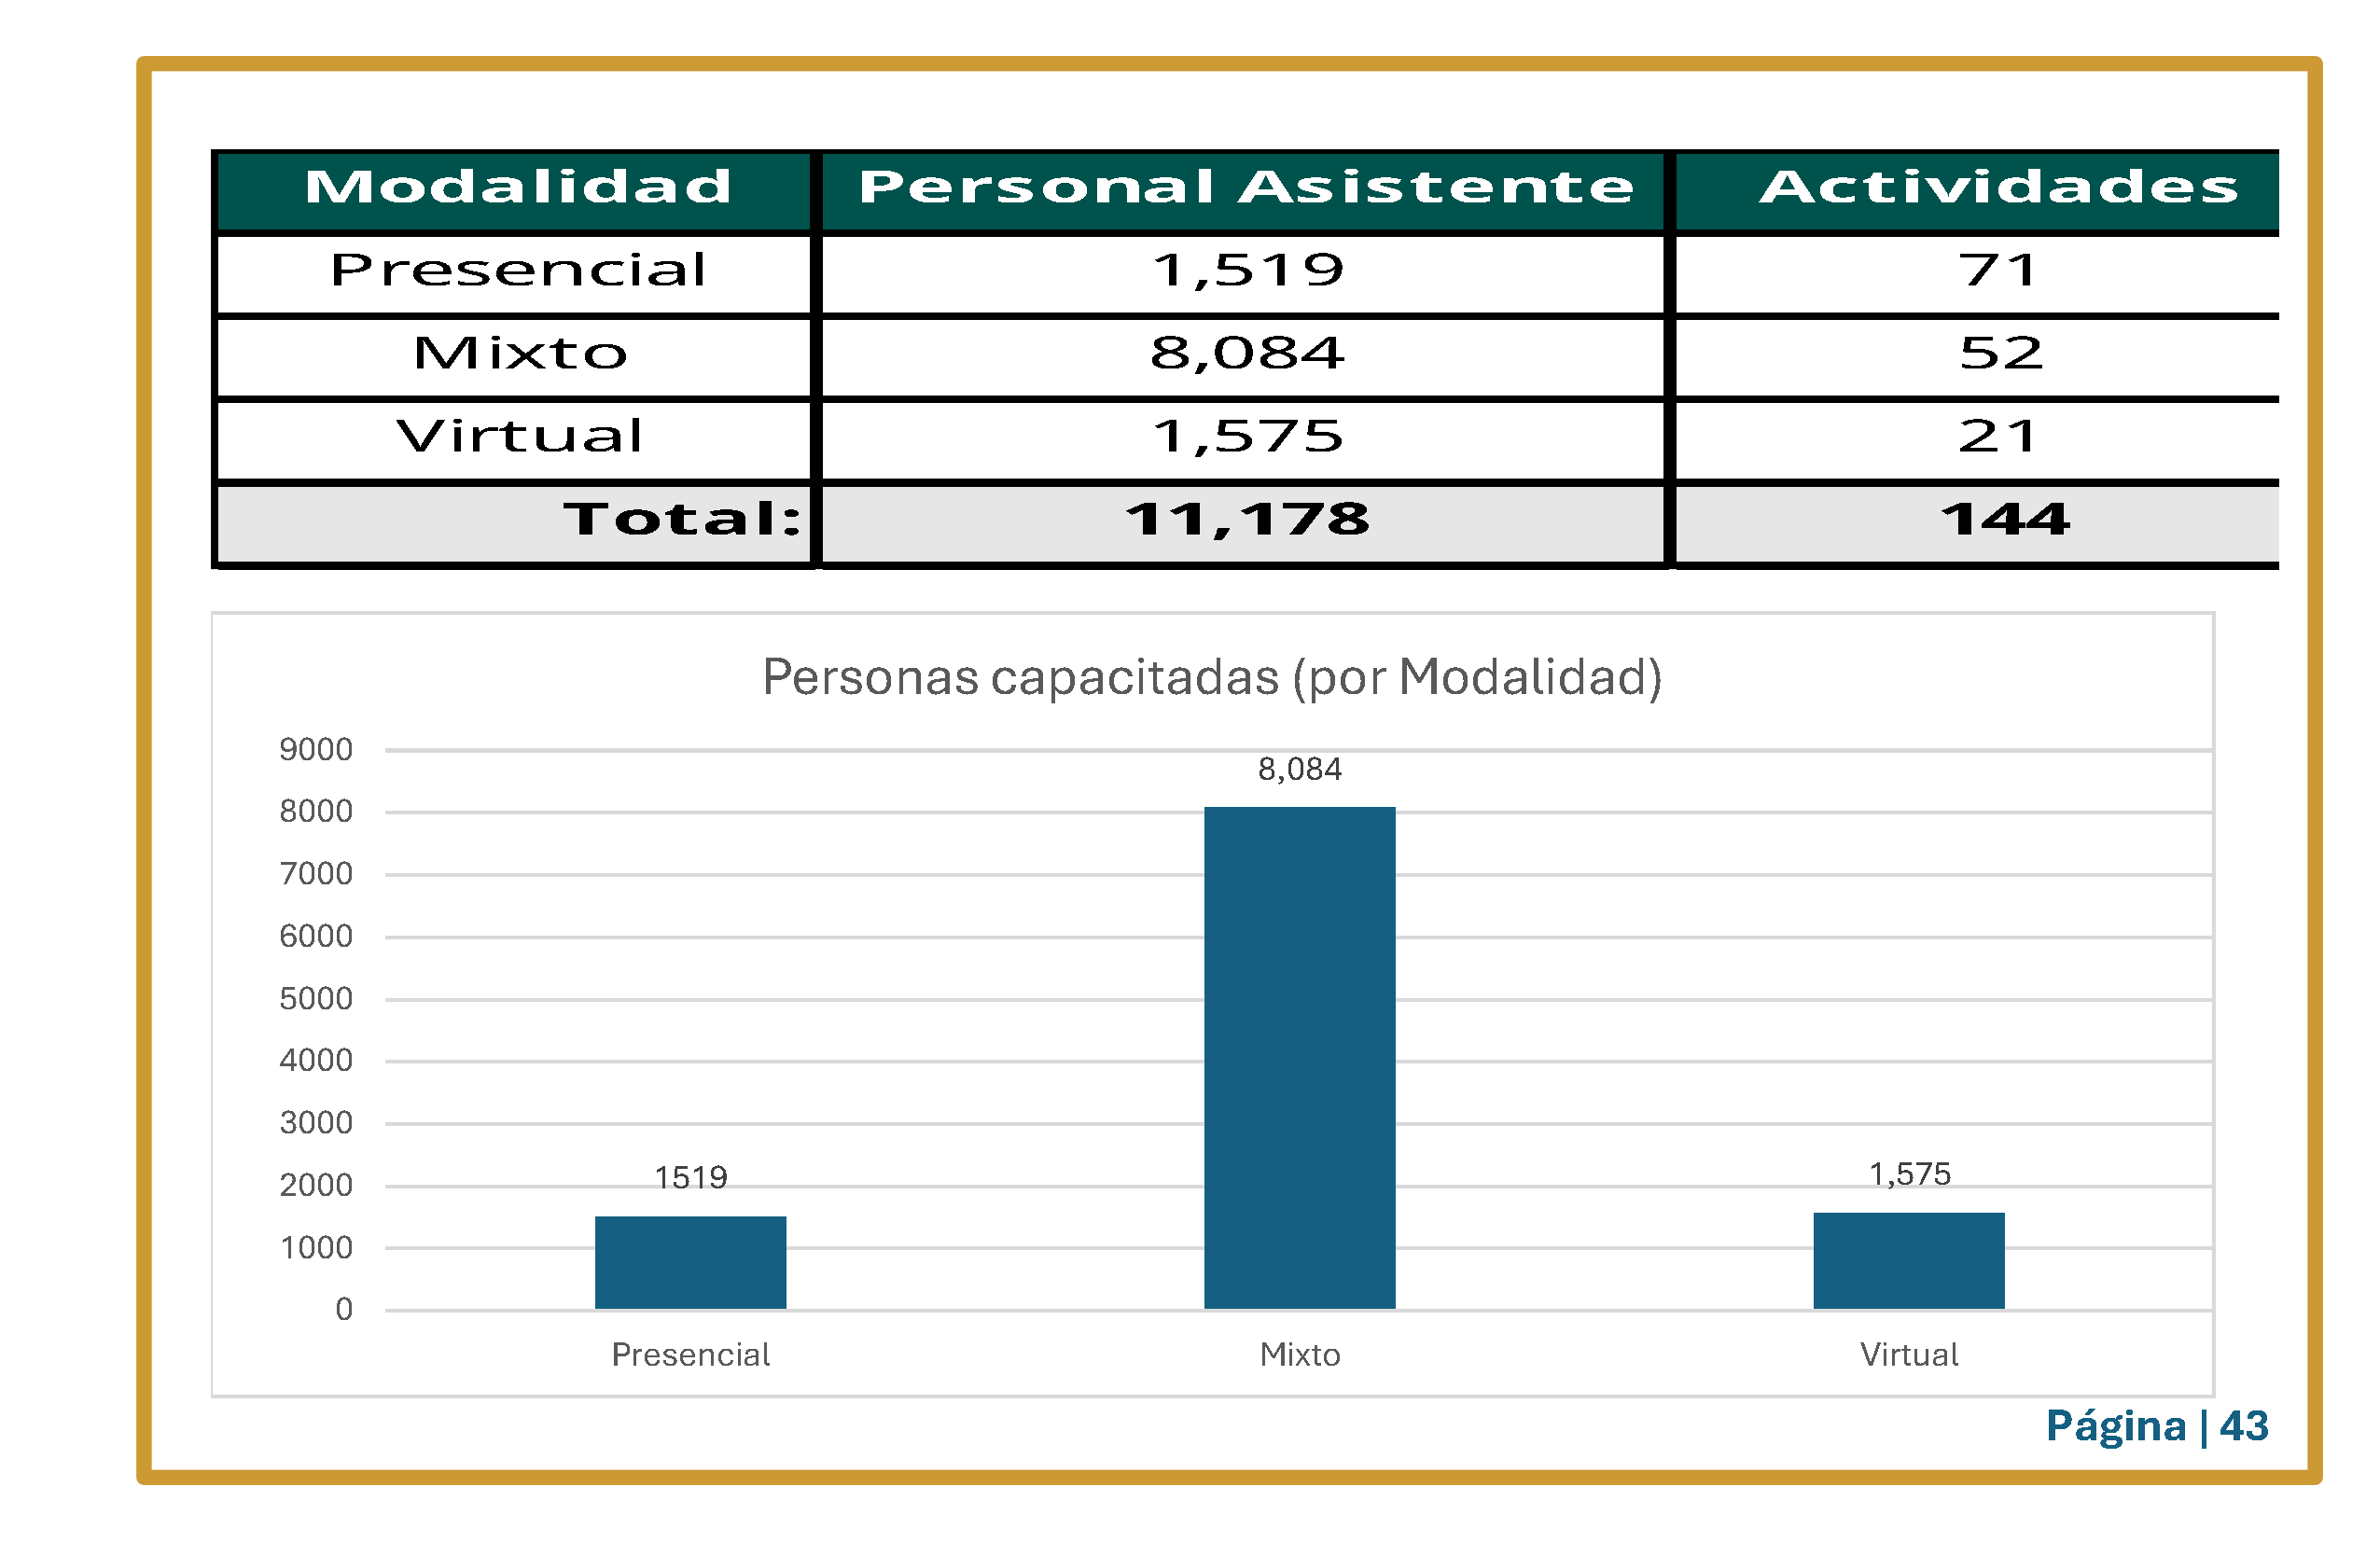 Modalidad Personal Asistente Actividades
Presencial 1,519 71
Mixto 8,084 52
Virtual 1,575 21
Total: 11,178 144
Personas capacitadas (por Modalidad)
9000
8,084
8000
7000
6000
5000
4000
3000
2000 1519 1,575
1000
0
Presencial Mixto Virtual
Página | 43